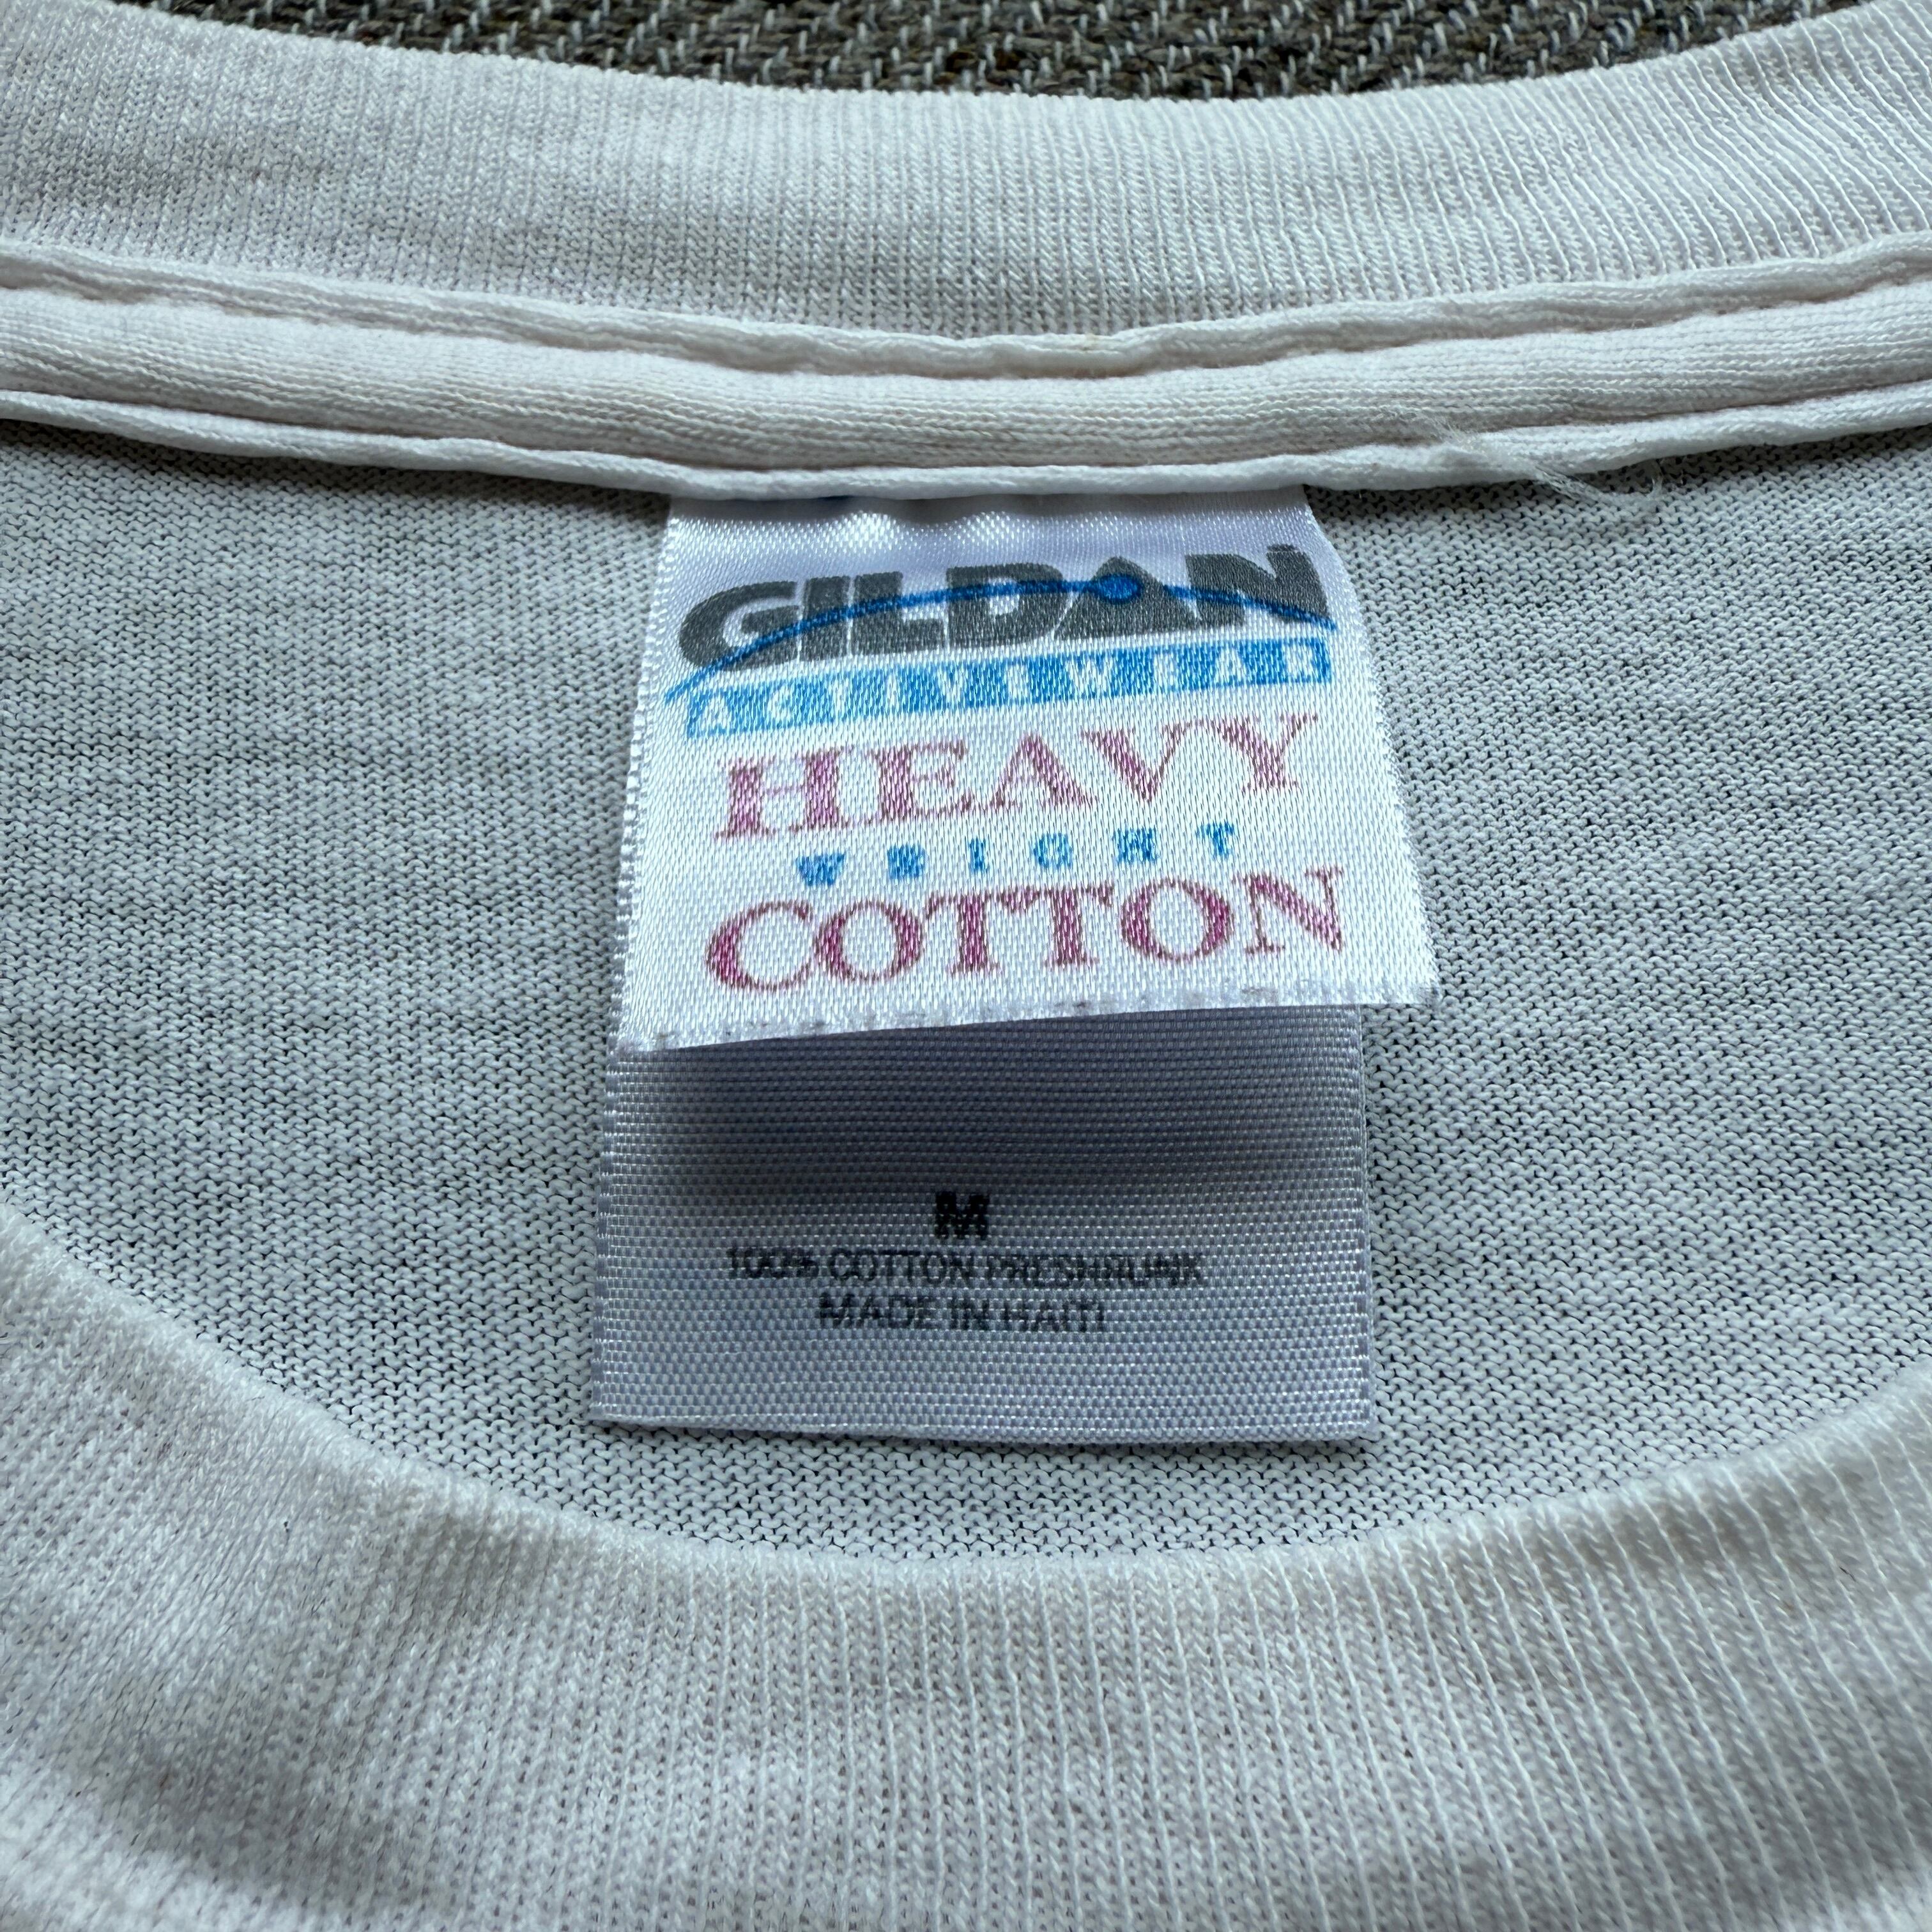 GILDAN
ACTIVEWEAR
HEAVY
WEIGHT
COTTON
M
100% COTTON PRESHRUNK
MADE IN HAITI